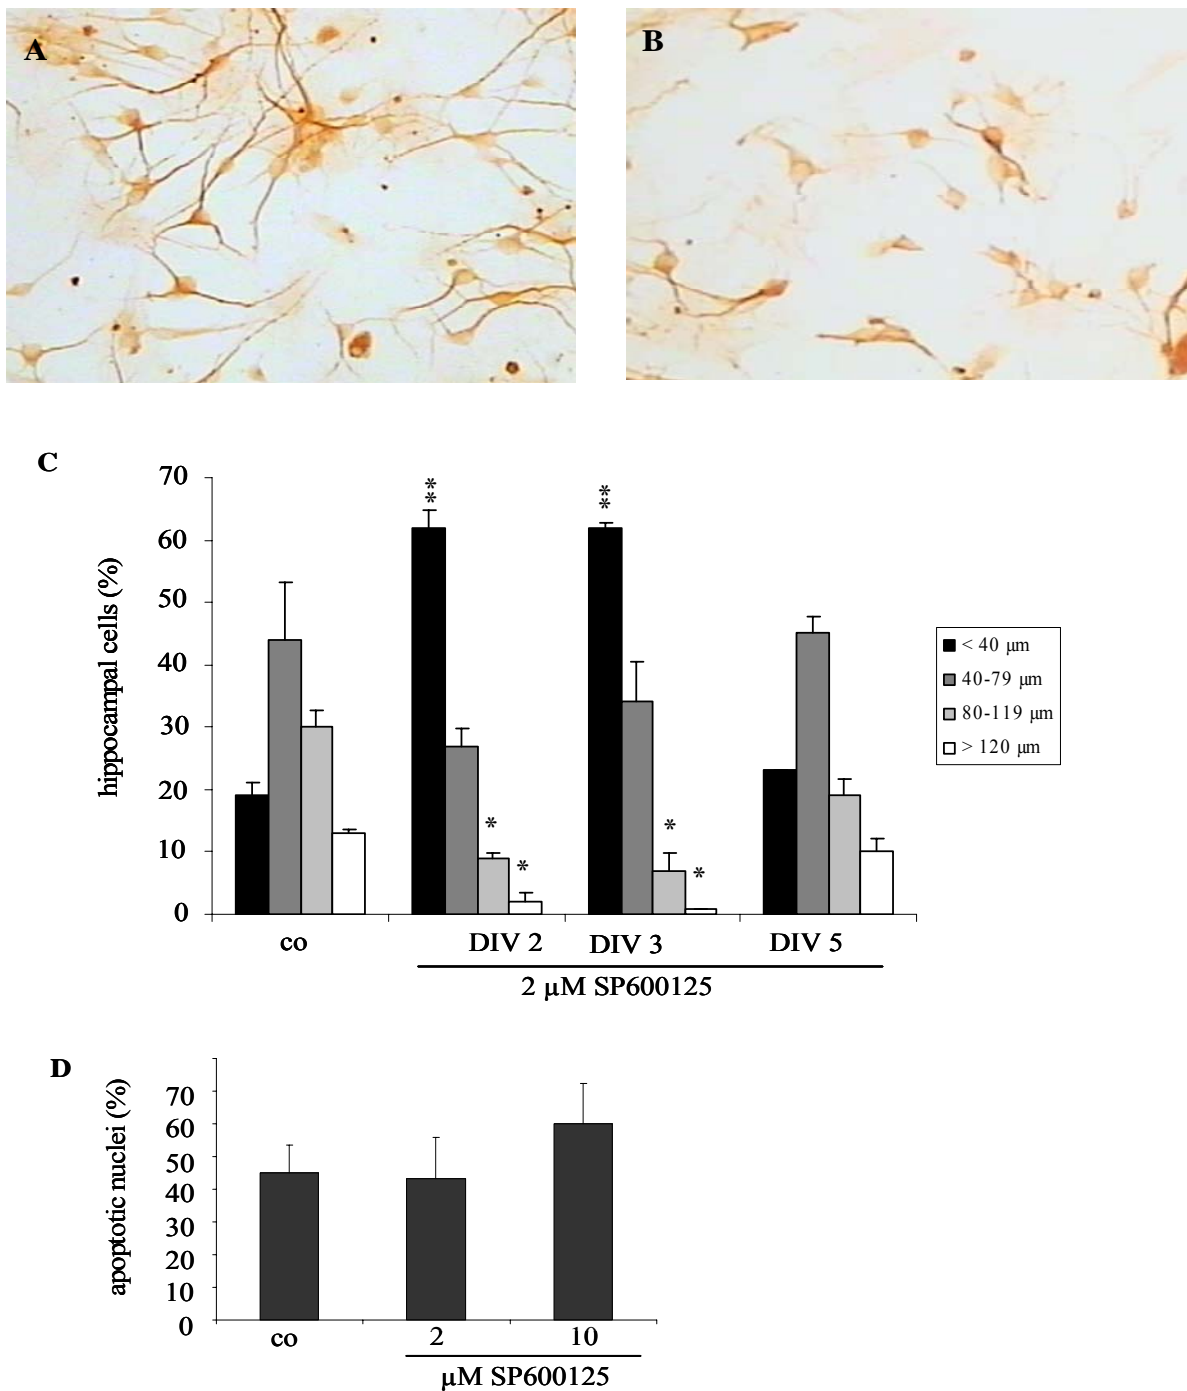 A
B
C
hippocampal cells (%)
70
60
50
40
30
20
10
0
**
*
*
**
*
*
co
DIV 2
DIV 3
DIV 5
2 μM SP600125
< 40 μm
40-79 μm
80-119 μm
> 120 μm
D
apoptotic nuclei (%)
70
60
50
40
30
20
10
0
co
2
10
μM SP600125